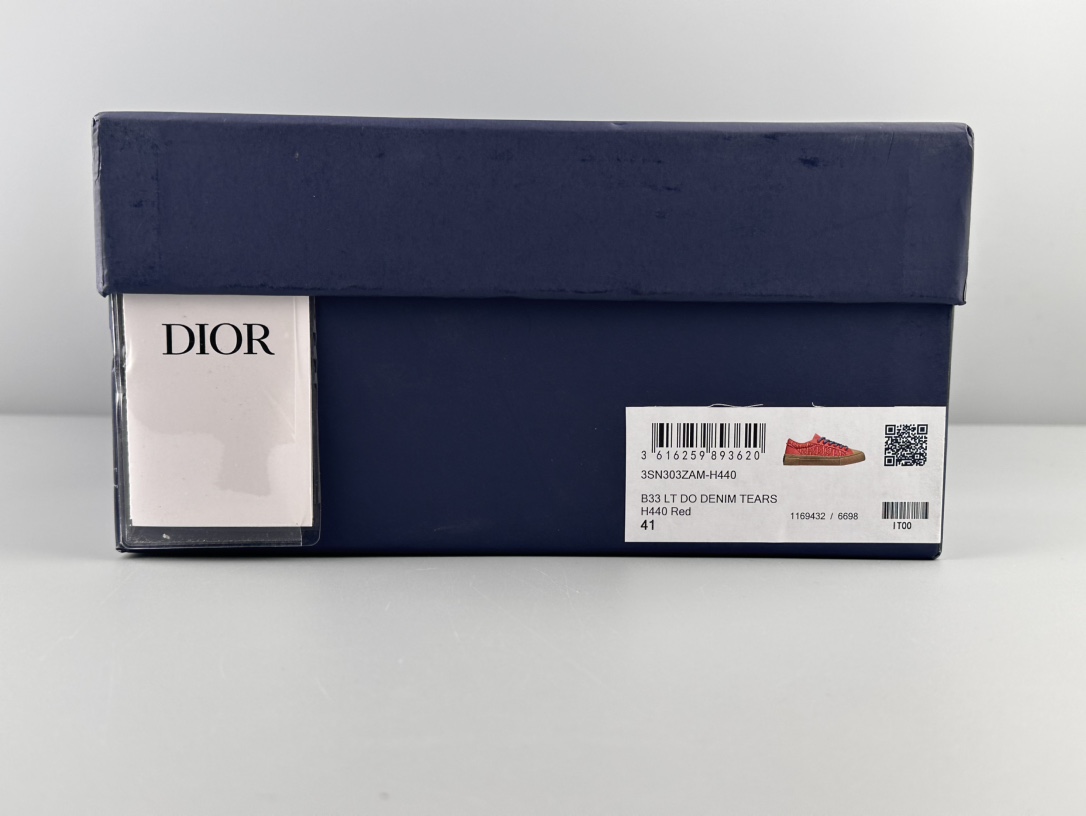 DIOR
3 616259 893620
3SN303ZAM-H440
B33 LT DO DENIM TEARS
H440 Red
41
1169432 / 6698
IT00